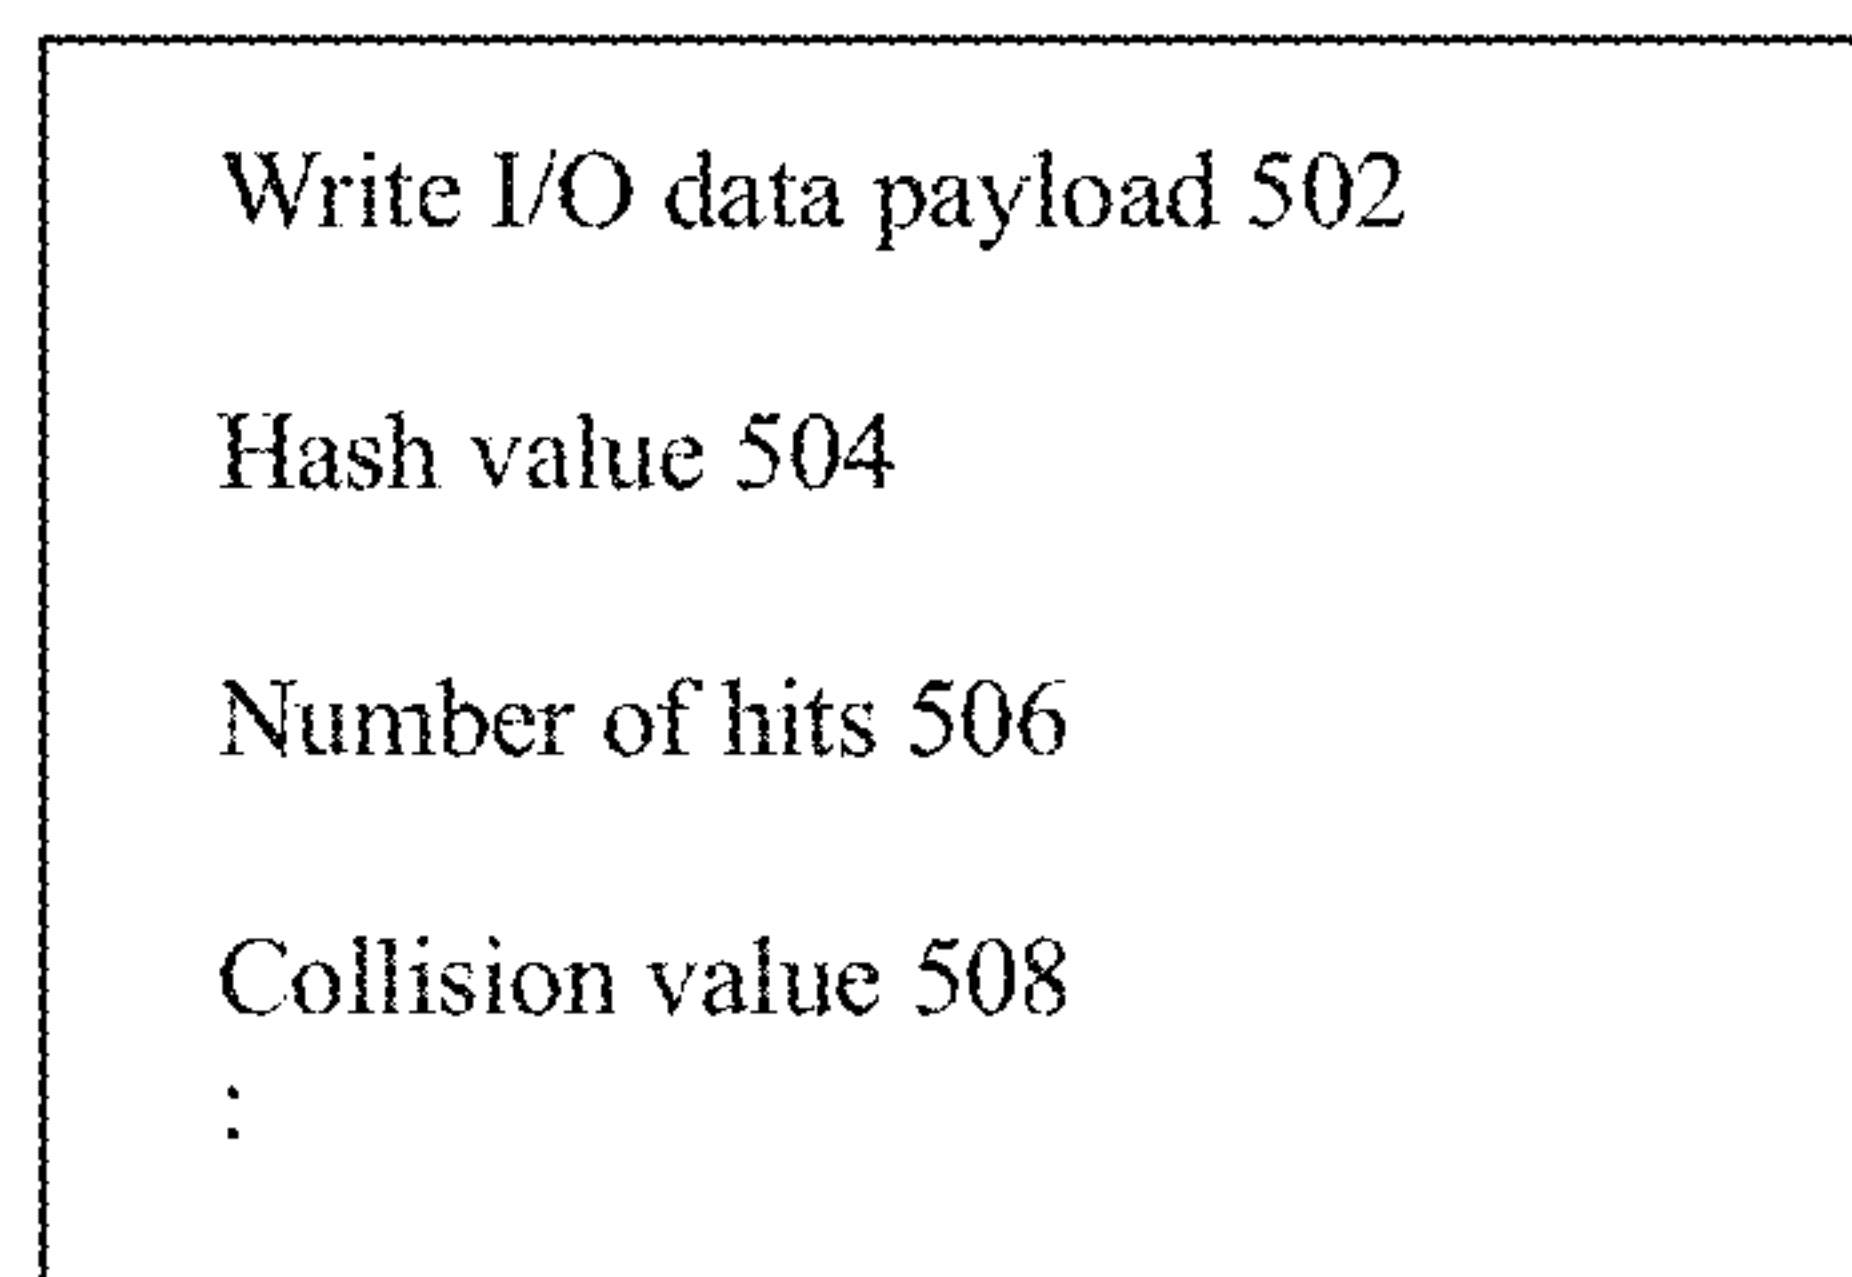 Write I/O data payload 502
Hash value 504
Number of hits 506
Collision value 508
: